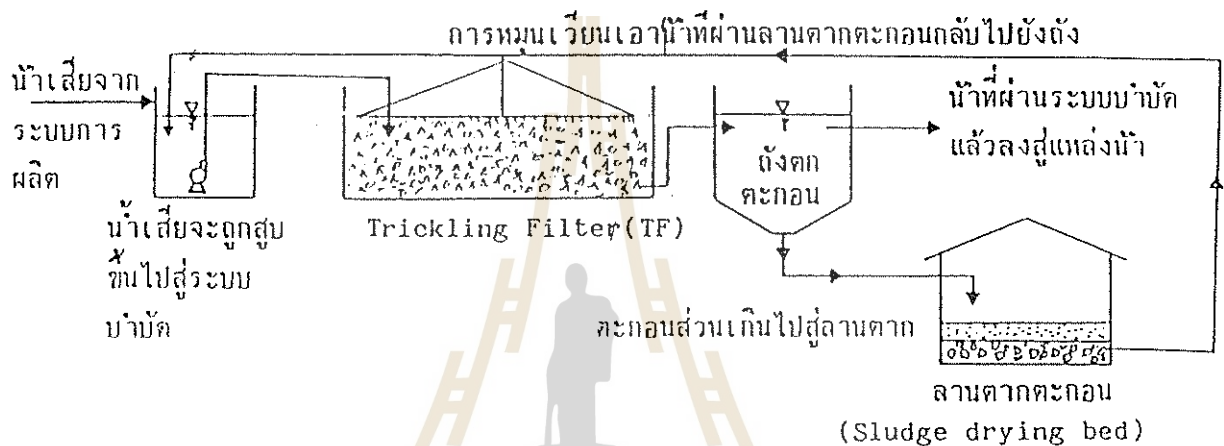 การหมุนเวียนเอาน้ำที่ผ่านลานตากตะกอนกลับไปยังถัง
น้ำเสียจาก
ระบบการ
ผลิต
น้ำเสียจะถูกสูบ
ขึ้นไปสู่ระบบ
บำบัด
Trickling Filter(TF)
ถังตก
ตะกอน
น้ำที่ผ่านระบบบำบัด
แล้วลงสู่แหล่งน้ำ
ตะกอนส่วนเกินไปสู่ลานตาก
ลานตากตะกอน
(Sludge drying bed)